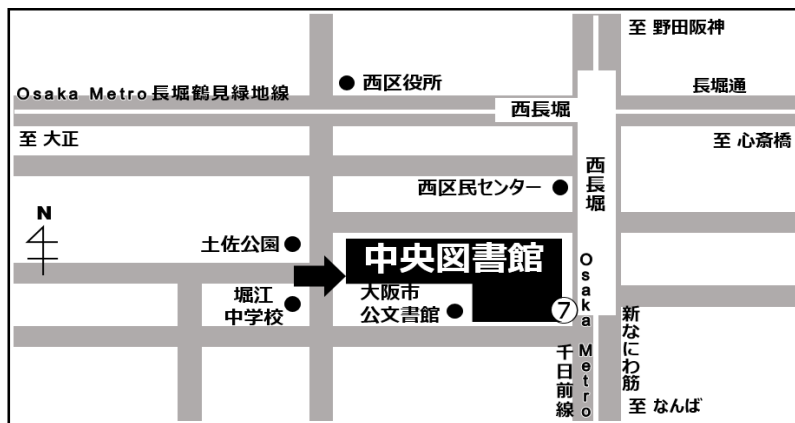 至 野田阪神
西区役所
長堀通
Osaka Metro 長堀鶴見緑地線
西長堀
至 大正
至 心斎橋
西長堀
西区民センター
N
土佐公園
中央図書館
堀江
中学校
大阪市
公文書館
7
Osaka Metro
千日前線
新なにわ筋
至 なんば